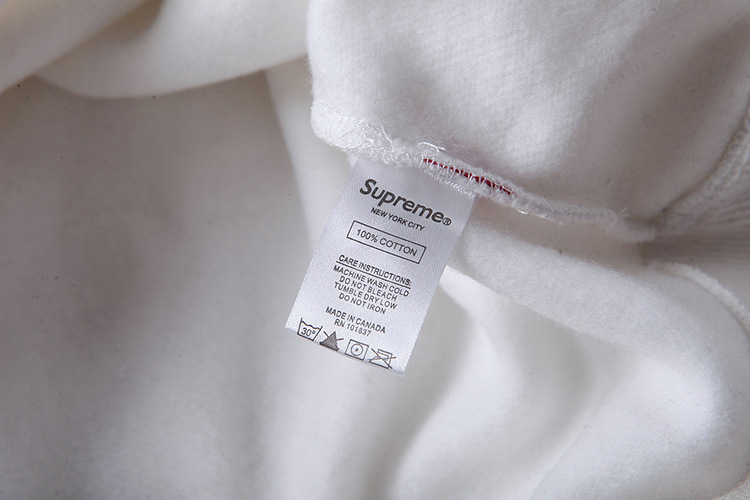 Supreme®
NEW YORK CITY
100% COTTON
CARE INSTRUCTIONS:
MACHINE WASH COLD
DO NOT BLEACH
TUMBLE DRY LOW
DO NOT IRON
MADE IN CANADA
RN 101837
30°